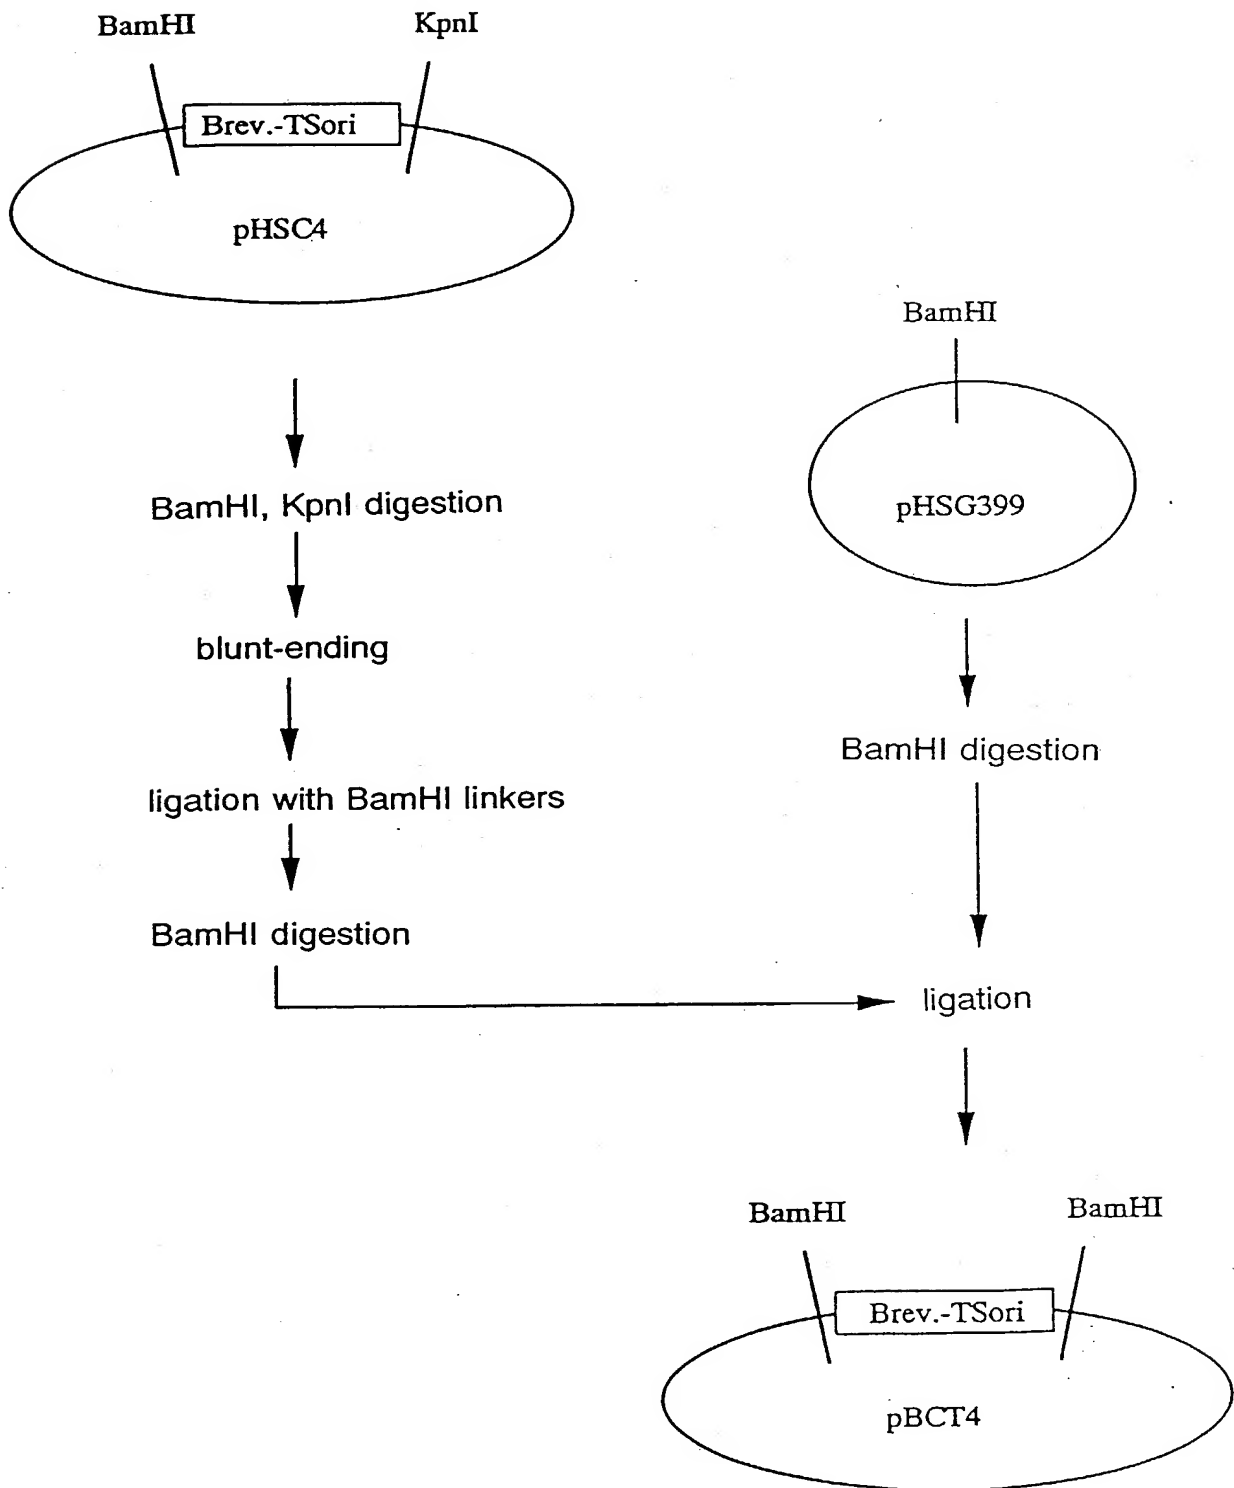 BamHI
KpnI
Brev.-TSori
pHSC4
BamHI, KpnI digestion
blunt-ending
ligation with BamHI linkers
BamHI digestion
BamHI
pHSG399
BamHI digestion
ligation
BamHI
BamHI
Brev.-TSori
pBCT4